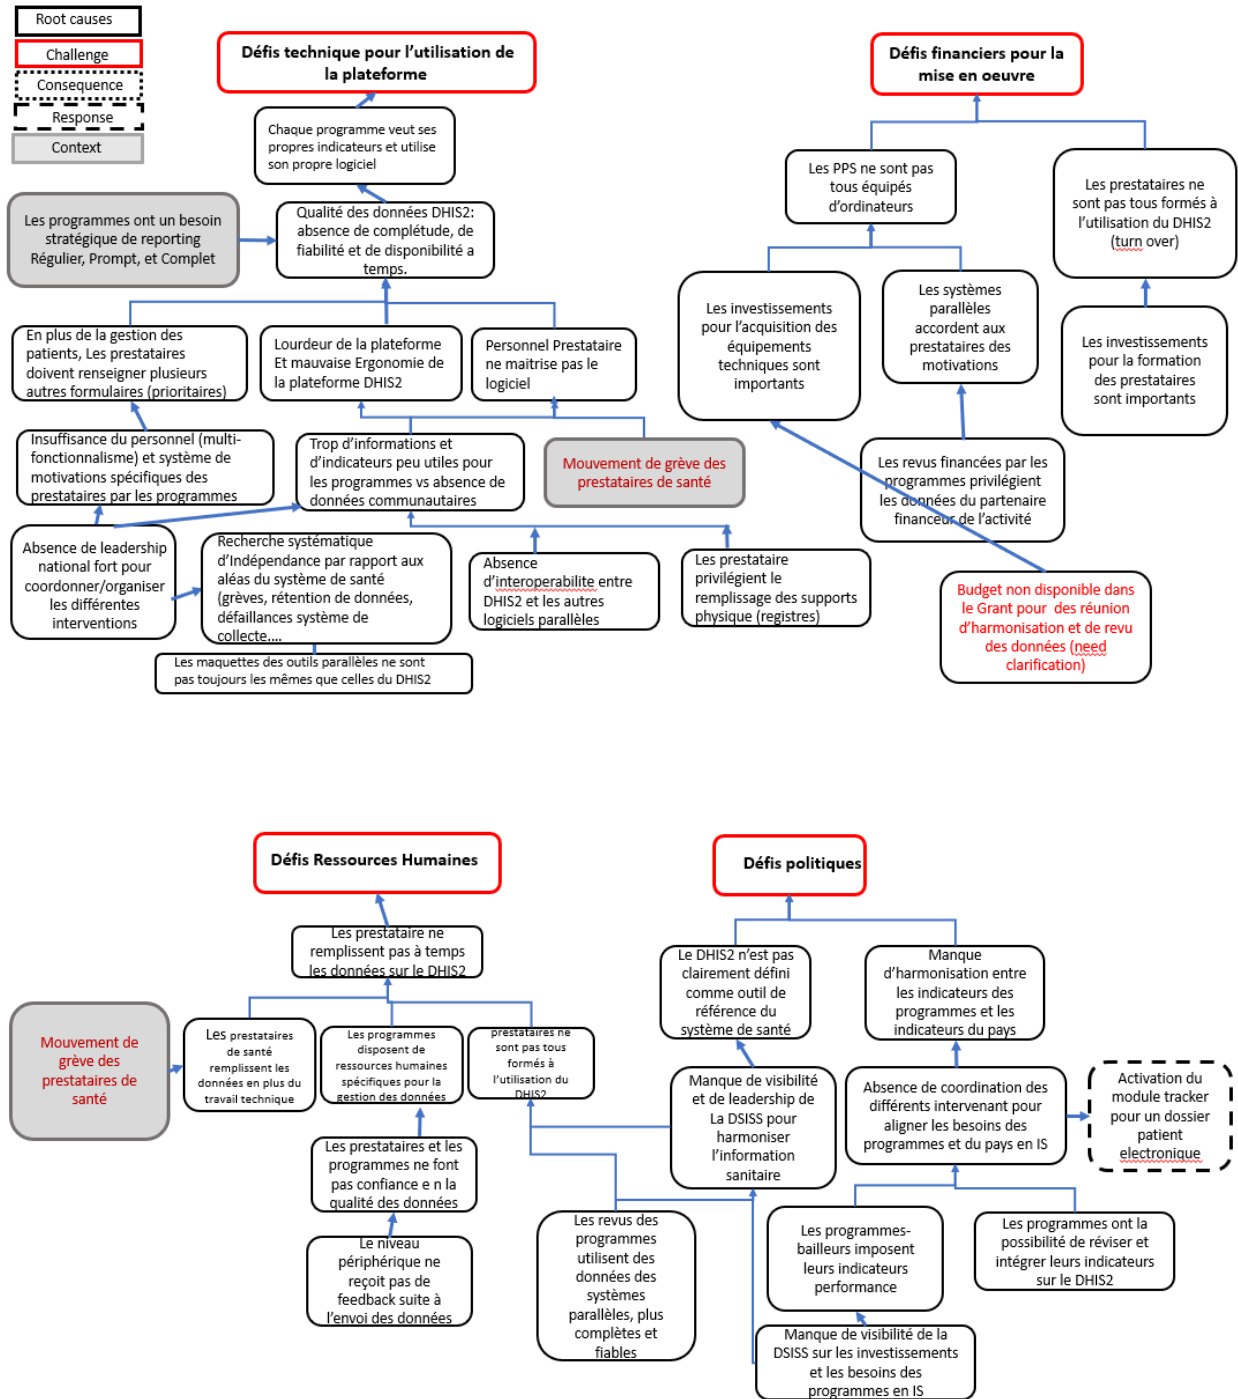 Root causes
Challenge
Consequence
Response
Context
Défis technique pour l'utilisation de
la plateforme
Chaque programme veut ses
propres indicateurs et utilise
son propre logiciel
Les programmes ont un besoin
stratégique de reporting
Régulier, Prompt, et Complet
Qualité des données DHIS2:
absence de complétude, de
fiabilité et de disponibilité a
temps.
En plus de la gestion des
patients, Les prestataires
doivent renseigner plusieurs
autres formulaires (prioritaires)
Lourdeur de la plateforme
Et mauvaise Ergonomie de
la plateforme DHIS2
Personnel Prestataire
ne maitrise pas le
logiciel
Insuffisance du personnel (multi-
fonctionnalisme) et système de
motivations spécifiques des
prestataires par les programmes
Trop d'informations et
d'indicateurs peu utiles pour
les programmes vs absence de
données communautaires
Mouvement de grève des
prestataires de santé
Absence de leadership
national fort pour
coordonner/organiser
les différentes
interventions
Recherche systématique
d'Indépendance par rapport aux
aléas du système de santé
(grèves, rétention de données,
défaillances système de
collecte....
Absence
d'interoperabilite entre
DHIS2 et les autres
logiciels parallèles
Les prestataire
privilégient le
remplissage des supports
physique (registres)
Les maquettes des outils parallèles ne sont
pas toujours les mêmes que celles du DHIS2
Défis financiers pour la
mise en oeuvre
Les PPS ne sont pas
tous équipés
d'ordinateurs
Les prestataires ne
sont pas tous formés à
l'utilisation du DHIS2
(turn over)
Les investissements
pour l'acquisition des
équipements
techniques sont
importants
Les systèmes
parallèles
accordent aux
prestataires des
motivations
Les investissements
pour la formation
des prestataires
sont importants
Les revus financées par les
programmes privilégient
les données du partenaire
financeur de l'activité
Budget non disponible dans
le Grant pour des réunion
d'harmonisation et de revu
des données (need
clarification)
Défis Ressources Humaines
Les prestataire ne
remplissent pas à temps
les données sur le DHIS2
Mouvement de
grève des
prestataires de
santé
Les prestataires
de santé
remplissent les
données en plus du
travail technique
Les programmes
disposent de
ressources humaines
spécifiques pour la
gestion des données
prestataires ne
sont pas tous
formés à
l'utilisation du
DHIS2
Les prestataires et les
programmes ne font
pas confiance e n la
qualité des données
Le niveau
périphérique ne
reçoit pas de
feedback suite à
l'envoi des données
Défis politiques
Le DHIS2 n'est pas
clairement défini
comme outil de
référence du
système de santé
Manque
d'harmonisation entre
les indicateurs des
programmes et les
indicateurs du pays
Manque de visibilité
et de leadership de
La DSISS pour
harmoniser
l'information
sanitaire
Absence de coordination des
différents intervenant pour
aligner les besoins des
programmes et du pays en IS
Activation du
module tracker
pour un dossier
patient
electronique
Les revus des
programmes
utilisent des
données des
systèmes
parallèles, plus
complètes et
fiables
Les programmes-
bailleurs imposent
leurs indicateurs
performance
Les programmes ont la
possibilité de réviser et
intégrer leurs indicateurs
sur le DHIS2
Manque de visibilité de la
DSISS sur les investissements
et les besoins des
programmes en IS